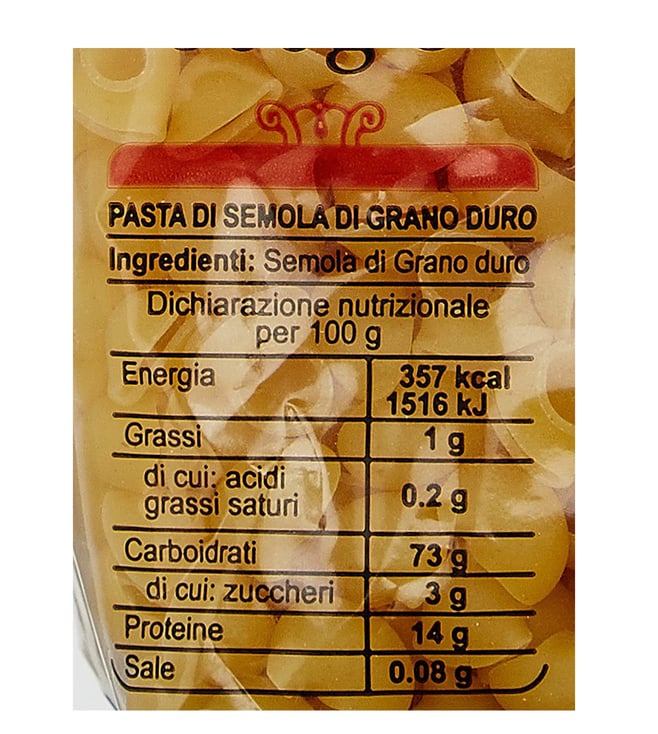 PASTA DI SEMOLA DI GRANO DURO
Ingredienti: Semola di Grano duro
Dichiarazione nutrizionale
per 100 g
Energia 357 kcal
1516 kJ
Grassi 1 g
di cui: acidi
grassi saturi 0.2 g
Carboidrati 73 g
di cui: zuccheri 3 g
Proteine 14 g
Sale 0.08 g